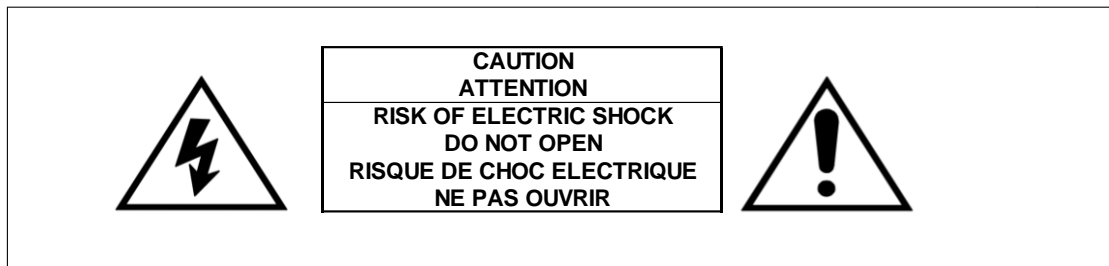 CAUTION
ATTENTION
RISK OF ELECTRIC SHOCK
DO NOT OPEN
RISQUE DE CHOC ELECTRIQUE
NE PAS OUVRIR